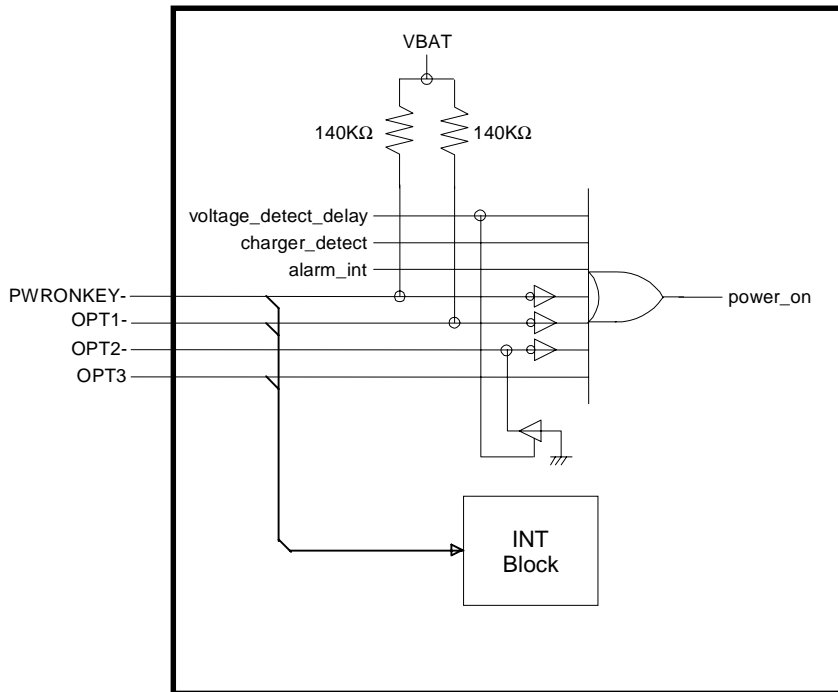 VBAT
140KΩ 140KΩ
voltage_detect_delay
charger_detect
alarm_int
PWRONKEY-
power_on
OPT1-
OPT2-
OPT3
INT
Block